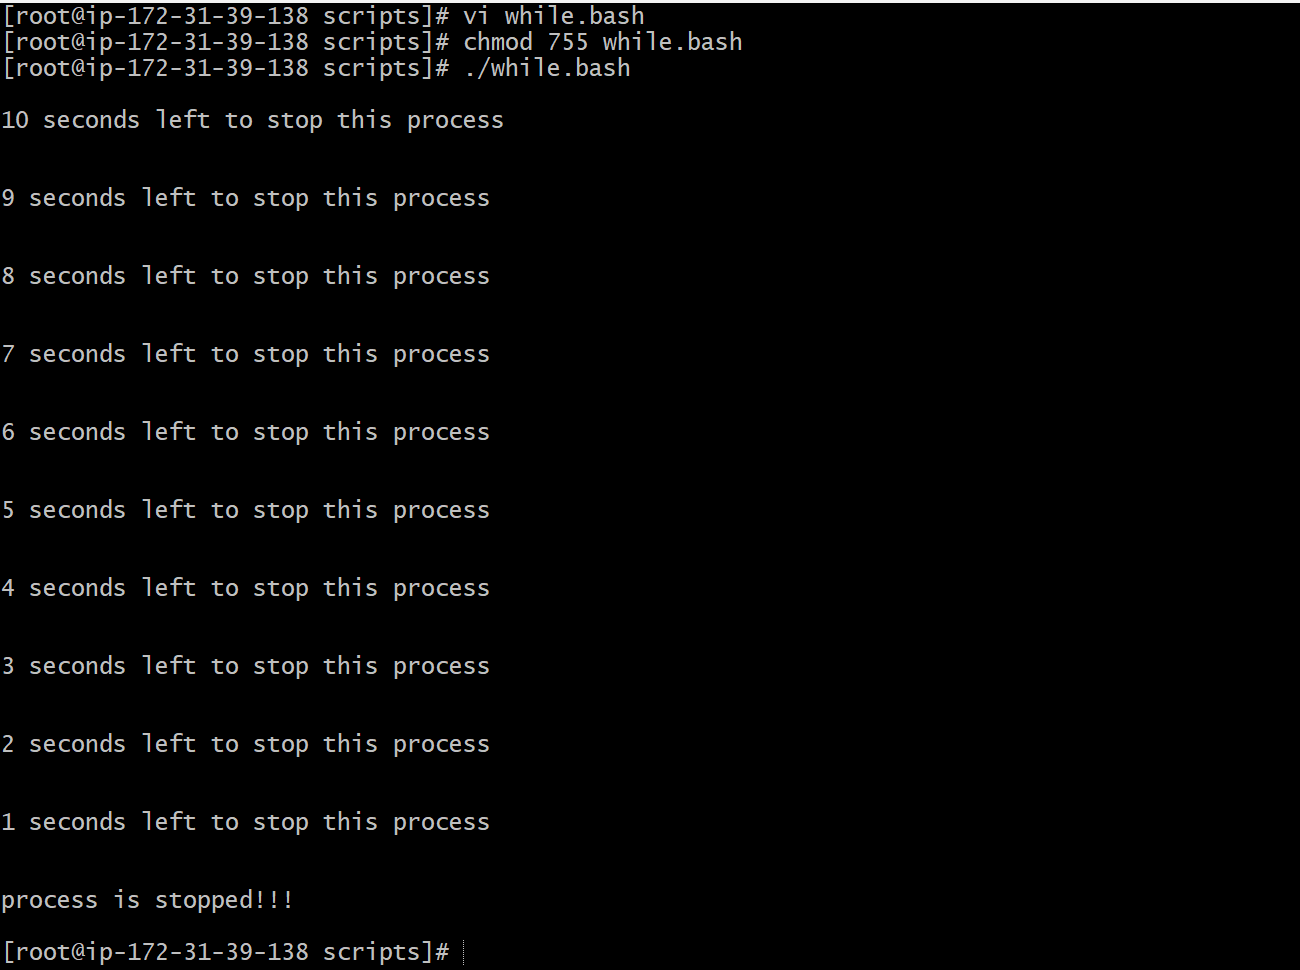 [root@ip-172-31-39-138 scripts]# vi while.bash
[root@ip-172-31-39-138 scripts]# chmod 755 while.bash
[root@ip-172-31-39-138 scripts]# ./while.bash
10 seconds left to stop this process
9 seconds left to stop this process
8 seconds left to stop this process
7 seconds left to stop this process
6 seconds left to stop this process
5 seconds left to stop this process
4 seconds left to stop this process
3 seconds left to stop this process
2 seconds left to stop this process
1 seconds left to stop this process
process is stopped!!!
[root@ip-172-31-39-138 scripts]#